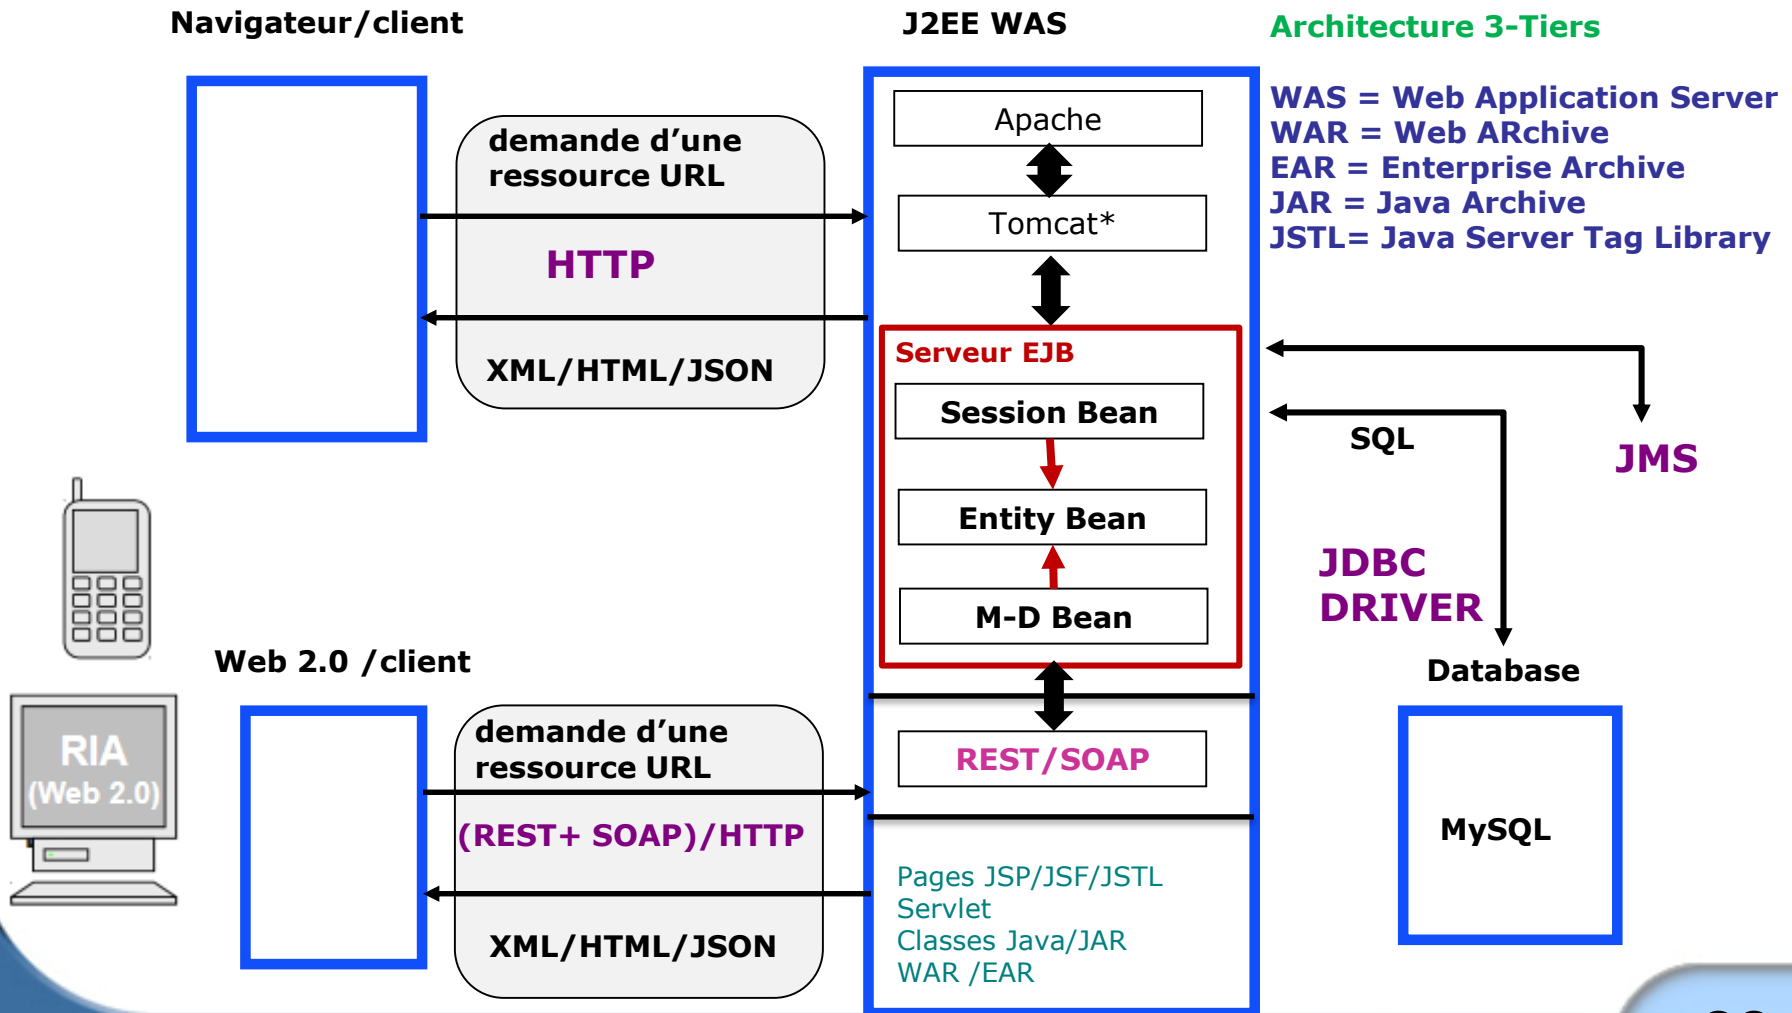 Navigateur/client
J2EE WAS
Architecture 3-Tiers
WAS = Web Application Server
WAR = Web ARchive
EAR = Enterprise Archive
JAR = Java Archive
JSTL= Java Server Tag Library
demande d’une
ressource URL
HTTP
XML/HTML/JSON
Apache
Tomcat*
Serveur EJB
Session Bean
Entity Bean
M-D Bean
SQL
JMS
JDBC
DRIVER
Database
MySQL
Web 2.0 /client
RIA
(Web 2.0)
demande d’une
ressource URL
(REST+ SOAP)/HTTP
XML/HTML/JSON
REST/SOAP
Pages JSP/JSF/JSTL
Servlet
Classes Java/JAR
WAR /EAR